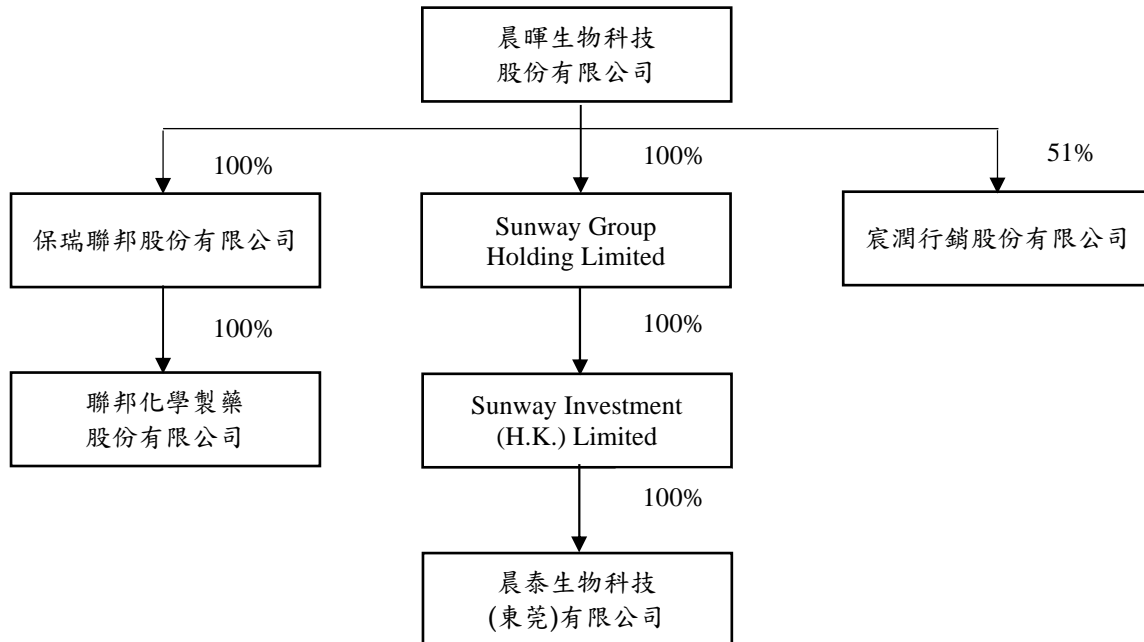 晨暉生物科技
股份有限公司
100%
100%
51%
保瑞聯邦股份有限公司
Sunway Group
Holding Limited
宸潤行銷股份有限公司
100%
100%
聯邦化學製藥
股份有限公司
Sunway Investment
(H.K.) Limited
100%
晨泰生物科技
(東莞)有限公司